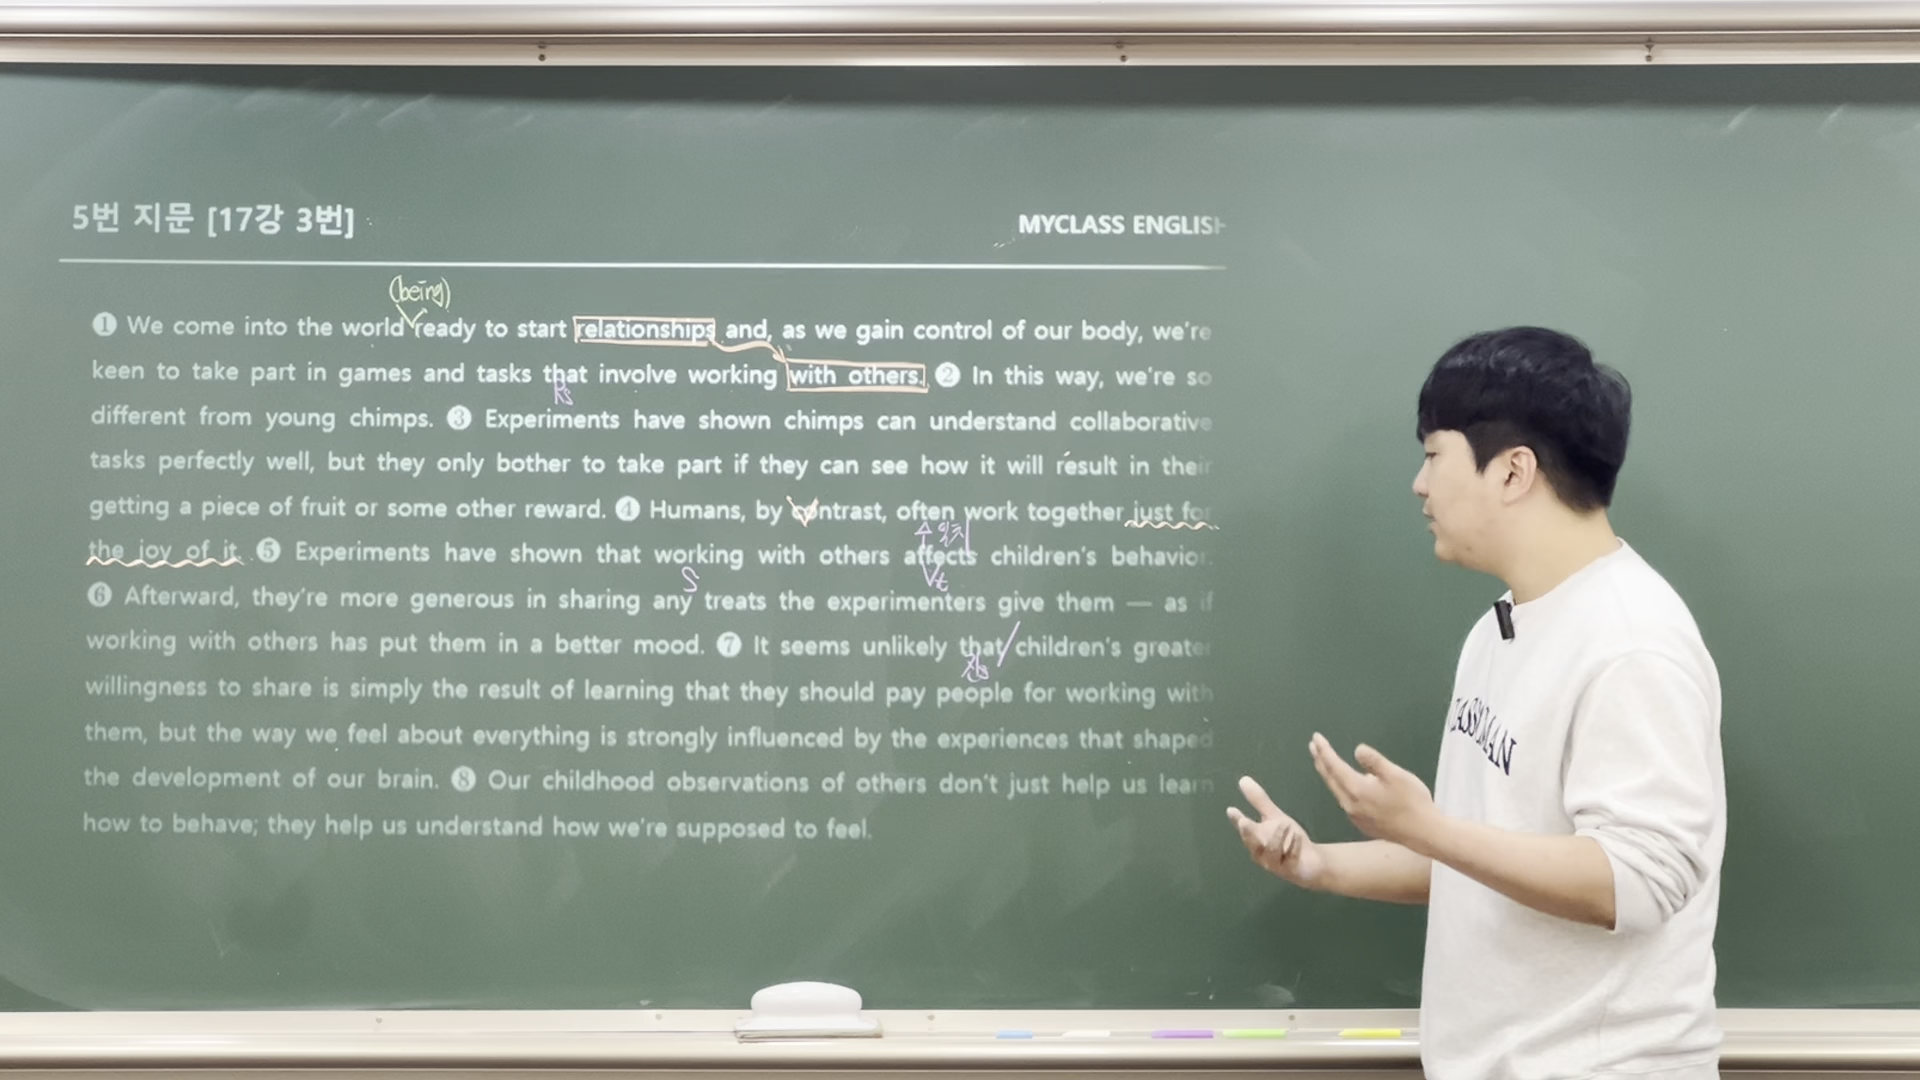 5번 지문 [17강 3번]
MYCLASS ENGLISH
(being)
❶ We come into the world ready to start relationships and, as we gain control of our body, we're
keen to take part in games and tasks that involve working with others. ❷ In this way, we're so
different from young chimps. ❸ Experiments have shown chimps can understand collaborative
tasks perfectly well, but they only bother to take part if they can see how it will result in their
getting a piece of fruit or some other reward. ❹ Humans, by contrast, often work together just for
수일치
the joy of it. ❺ Experiments have shown that working with others affects children's behavior.
S Vt
❻ Afterward, they're more generous in sharing any treats the experimenters give them — as if
working with others has put them in a better mood. ❼ It seems unlikely that children's greater
willingness to share is simply the result of learning that they should pay people for working with
them, but the way we feel about everything is strongly influenced by the experiences that shaped
the development of our brain. ❽ Our childhood observations of others don't just help us learn
how to behave; they help us understand how we're supposed to feel.